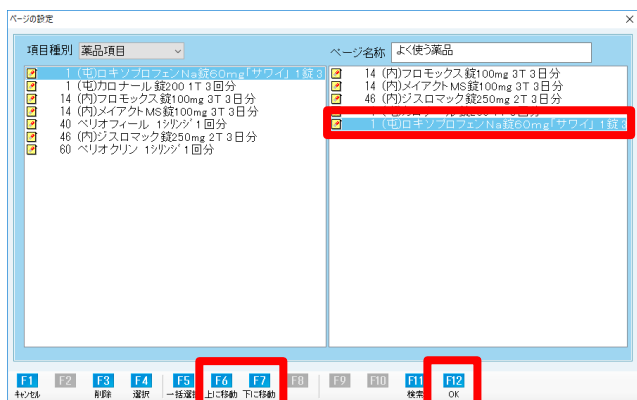 ページの設定
項目種別 薬品項目
ページ名称 よく使う薬品
1 (屯)ロキソプロフェンNa錠60mg「サワイ」1錠3
1 (屯)カロナール錠200 1T 3回分
14 (内)フロモックス錠100mg 3T 3日分
14 (内)メイアクトMS錠100mg 3T 3日分
40 ペリオフィール 1シリンジ 1回分
46 (内)ジスロマック錠250mg 2T 3日分
60 ペリオクリン 1シリンジ 1回分
14 (内)フロモックス錠100mg 3T 3日分
14 (内)メイアクトMS錠100mg 3T 3日分
46 (内)ジスロマック錠250mg 2T 3日分
1 (屯)ロキソプロフェンNa錠60mg「サワイ」1錠3
F1 F2 F3 F4 F5 F6 F7 F8 F9 F10 F11 F12
キャンセル 削除 選択 一括選択 上に移動 下に移動 検索 OK